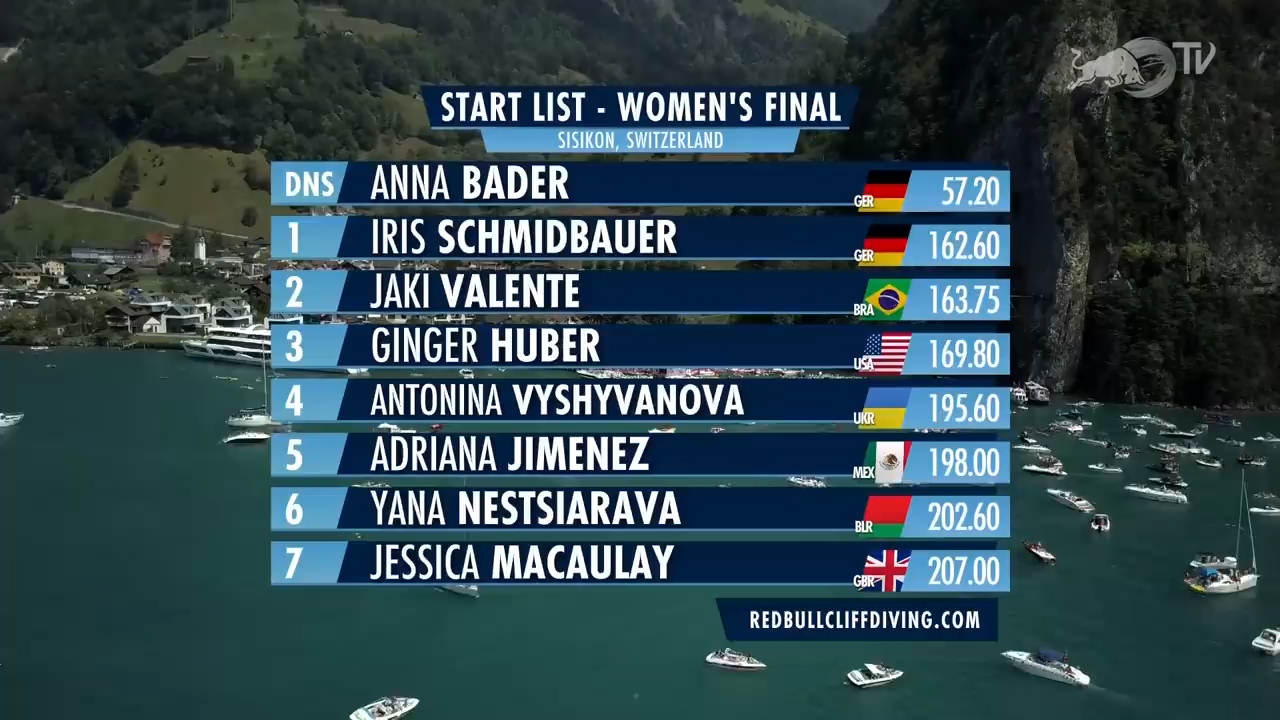 TV
START LIST - WOMEN'S FINAL
SISIKON, SWITZERLAND
DNS ANNA BADER GER 57.20
1 IRIS SCHMIDBAUER GER 162.60
2 JAKI VALENTE BRA 163.75
3 GINGER HUBER USA 169.80
4 ANTONINA VYSHYVANOVA UKR 195.60
5 ADRIANA JIMENEZ MEX 198.00
6 YANA NESTSIARAVA BLR 202.60
7 JESSICA MACAULAY GBR 207.00
REDBULLCLIFFDIVING.COM